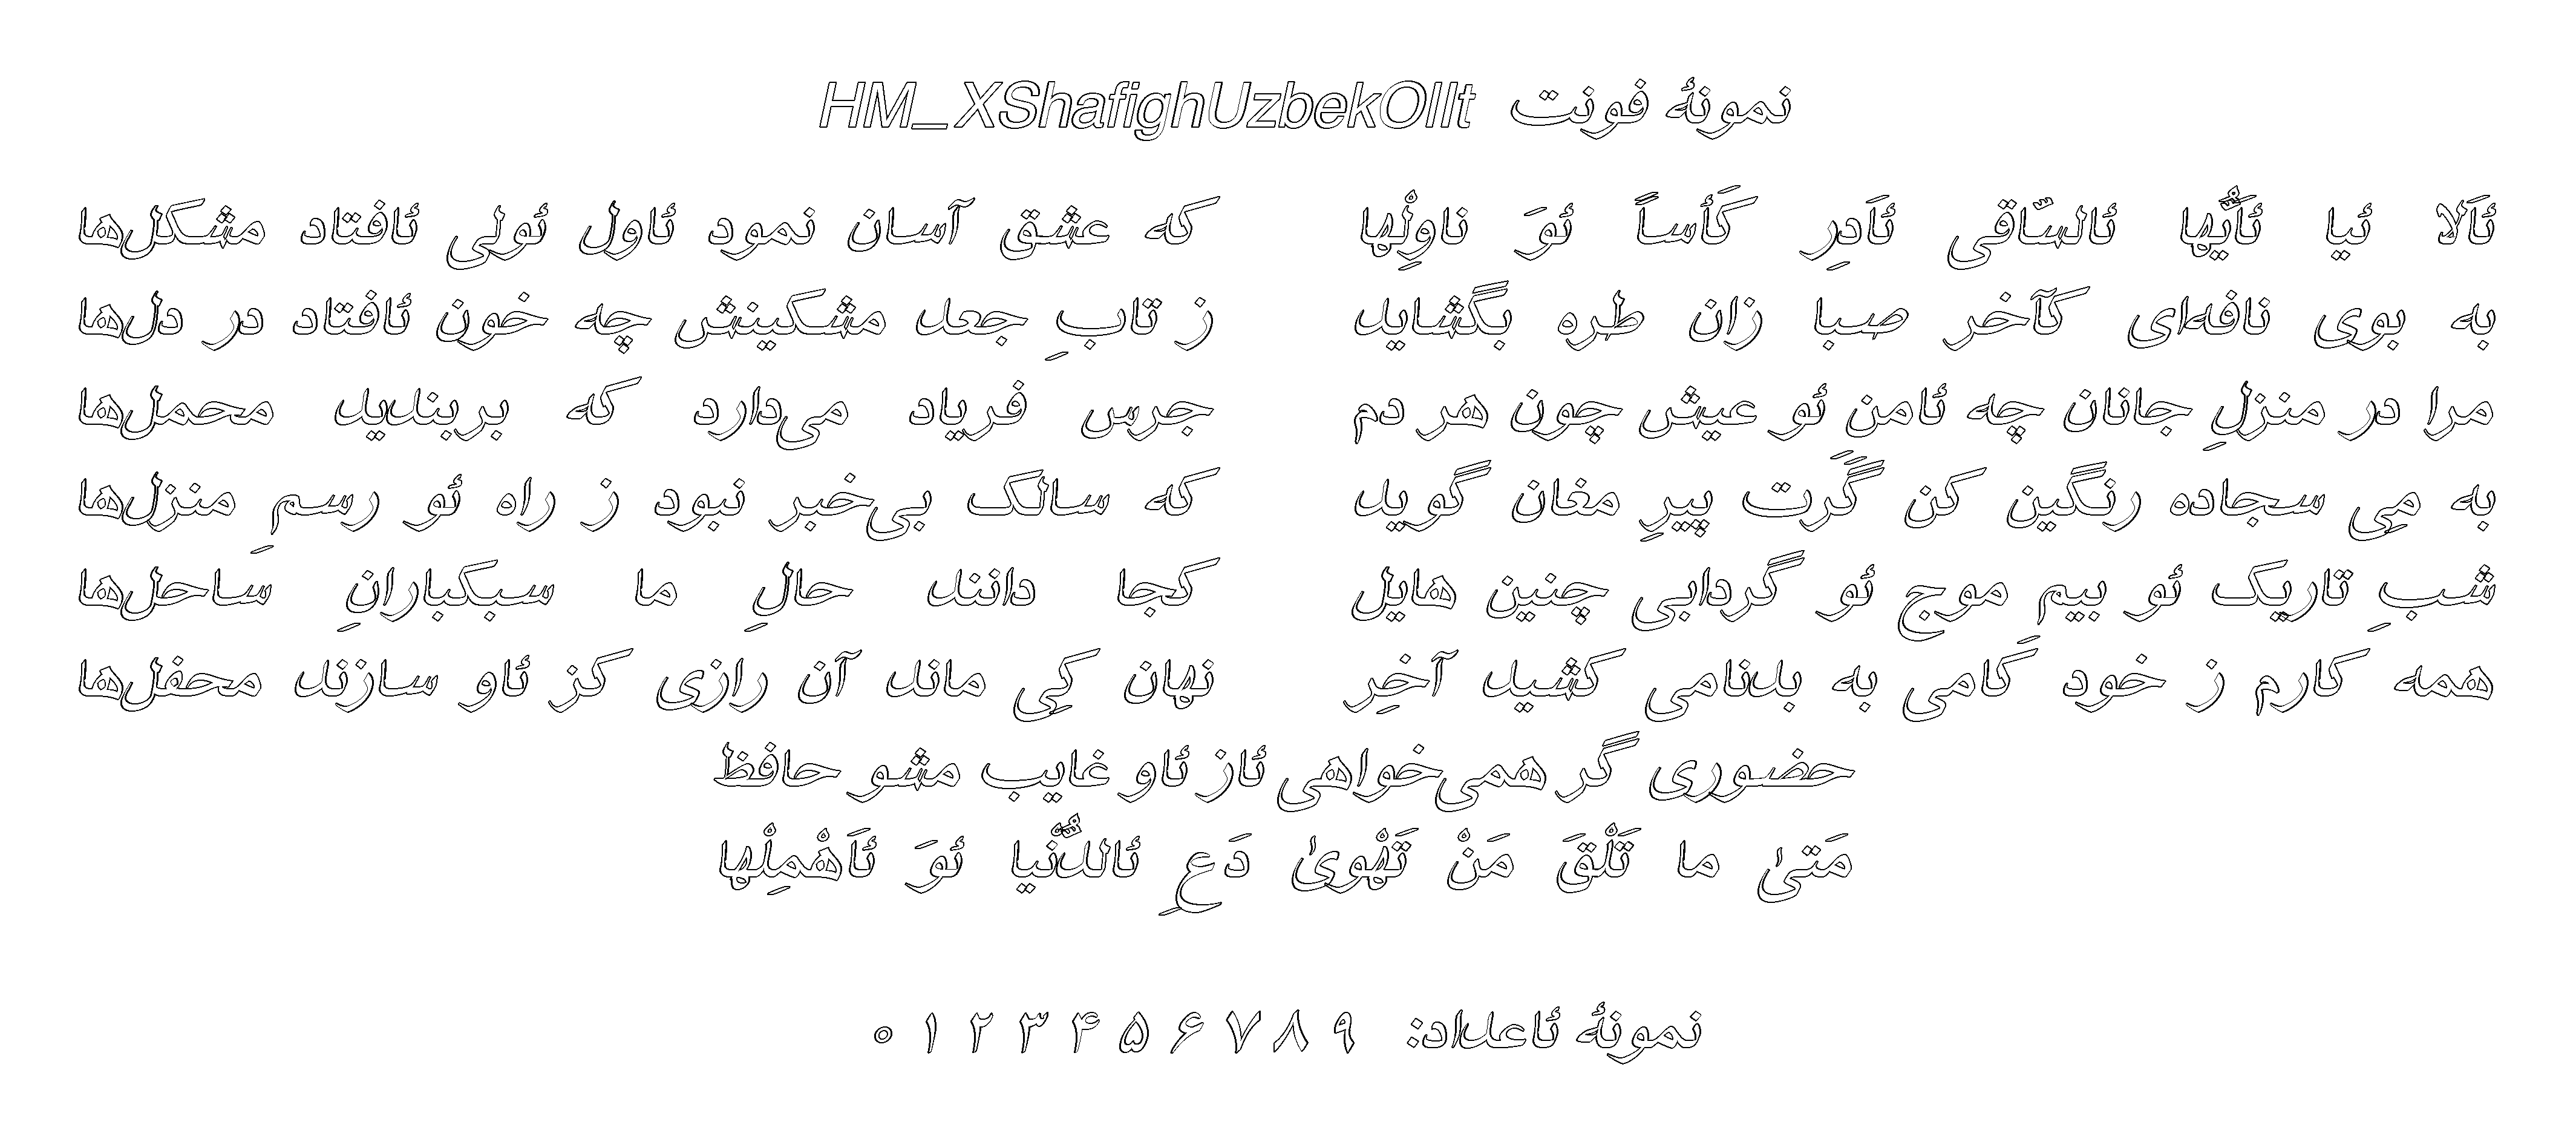 نمونهٔ فونت HM_XShafighUzbekOlIt
ئاَلا ئیا ئاَیُّها ئالسّاقی ئاَدِر کَأساً ئوَ ناوِلْها که عشق آسان نمود ئاول ئولی ئافتاد مشکل‌ها
به بوی نافه‌ای کآخر صبا زان طره بگشاید ز تابِ جعد مشکینش چه خون ئافتاد در دل‌ها
مرا در منزلِ جانان چه ئامن ئو عیش چون هر دم جرس فریاد می‌دارد که بربندید محمل‌ها
به مِی سجاده رنگین کن گَرت پیرِ مغان گوید که سالک بی‌خبر نبود ز راه ئو رسمِ منزل‌ها
شبِ تاریک ئو بیم موج ئو گردابی چنین هایل کجا دانند حالِ ما سبکبارانِ ساحل‌ها
همه کارم ز خود کَامی به بدنامی کشید آخِر نهان کِی ماند آن رازی کز ئاو سازند محفل‌ها
حضوری گر همی‌خواهی ئاز ئاو غایب مشو حافظ
مَتیٰ ما تَلْقَ مَنْ تَهْویٰ دَعِ ئالدُّنیا ئوَ ئاَهْمِلْها
نمونهٔ ئاعداد: ۹ ۸ ۷ ۶ ۵ ۴ ۳ ۲ ۱ ۰